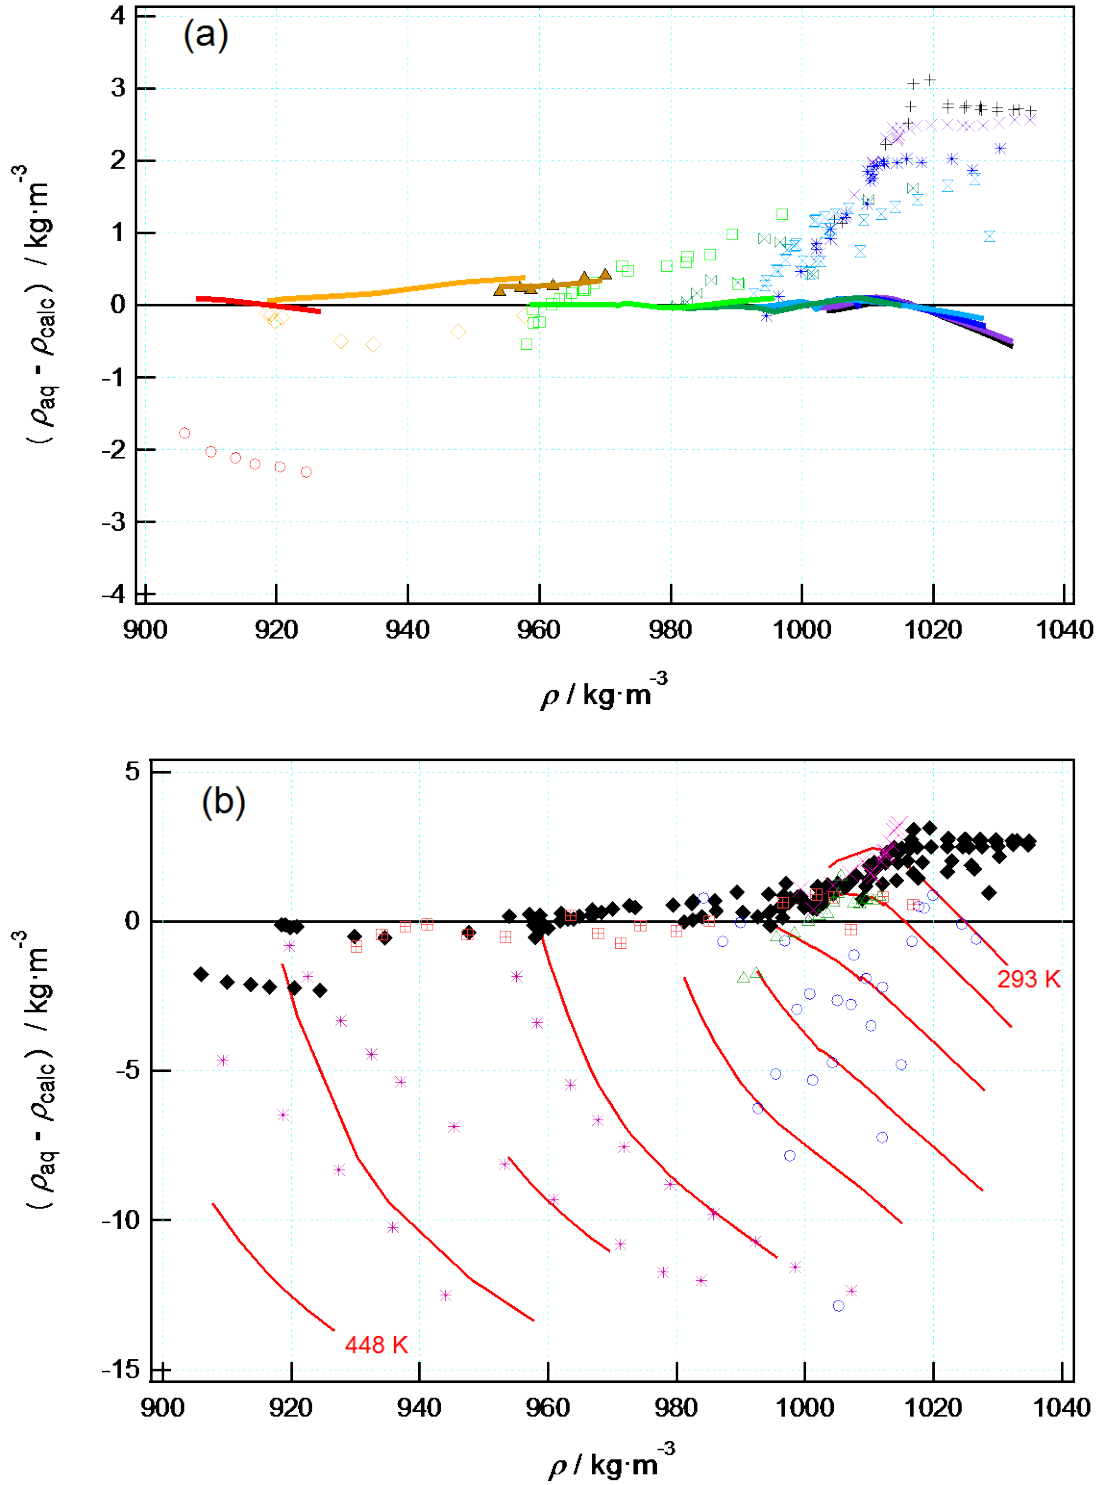 (a)
4
3
2
1
0
-1
-2
-3
-4
( ρaq - ρcalc ) / kg·m-3
900 920 940 960 980 1000 1020 1040
ρ / kg·m-3
(b)
5
0
-5
-10
-15
( ρaq - ρcalc ) / kg·m-3
293 K
448 K
900 920 940 960 980 1000 1020 1040
ρ / kg·m-3